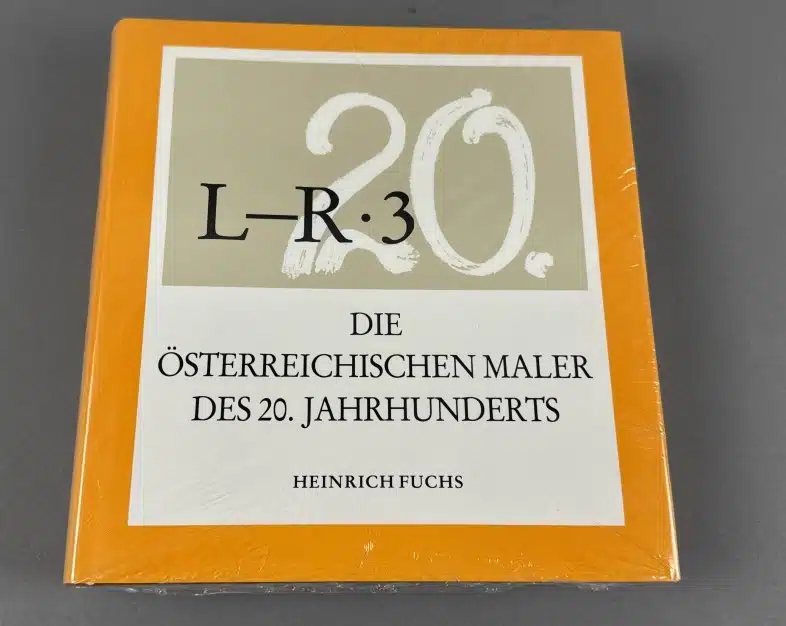 20.
L—R·3
DIE
ÖSTERREICHISCHEN MALER
DES 20. JAHRHUNDERTS
HEINRICH FUCHS